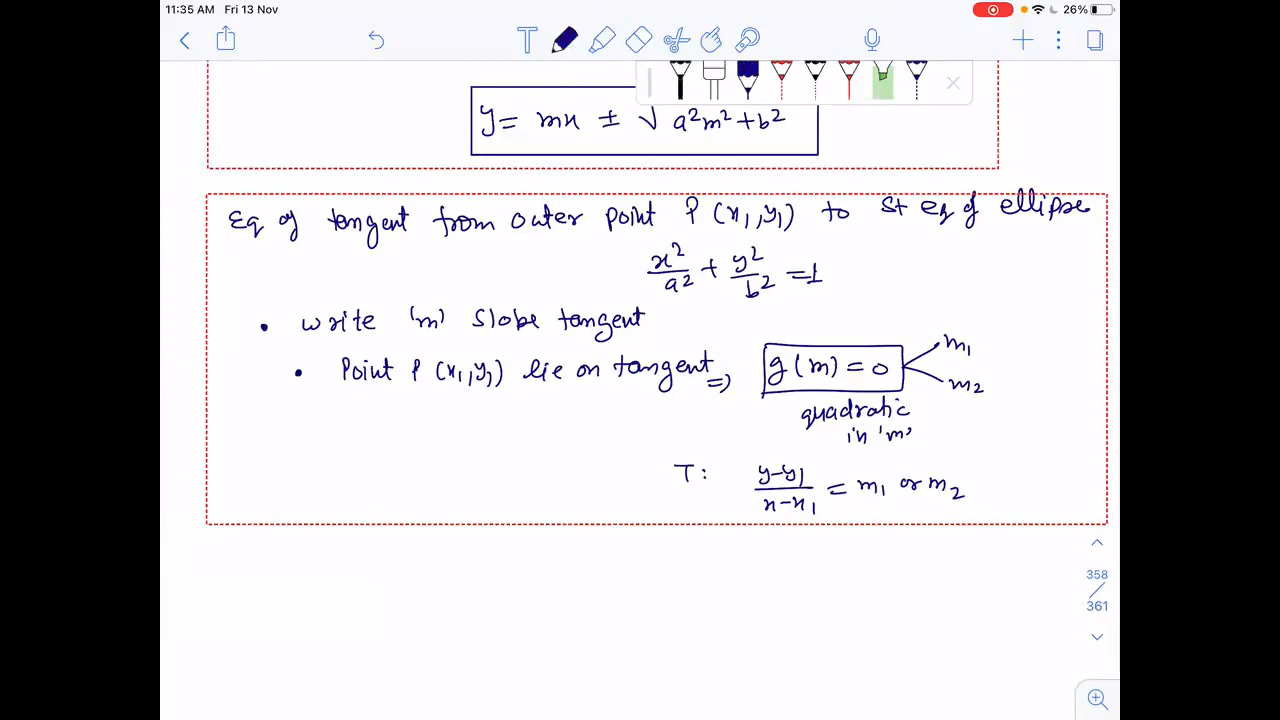 11:35 AM Fri 13 Nov
26%
y = mx ± √ a²m² + b²
Eq of tangent from outer point P (x₁, y₁) to St eq of ellipse
x²/a² + y²/b² = 1
• write 'm' Slope tangent
• Point P (x₁, y₁) lie on tangent ⇒ g(m) = 0 m₁
m₂
quadratic
in 'm'
T: y-y₁/x-x₁ = m₁ or m₂
358
361